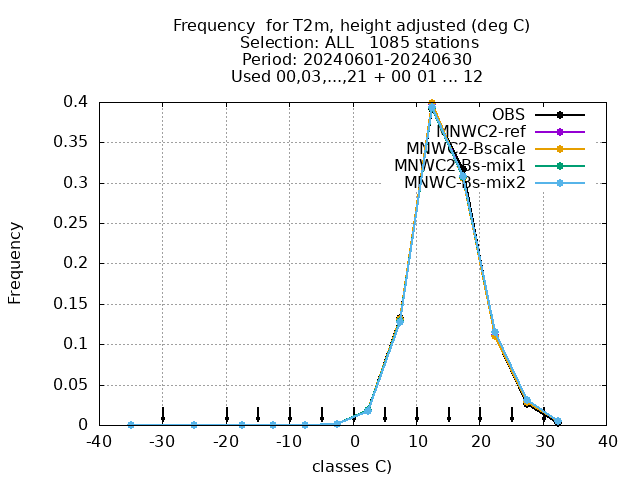 Frequency  for T2m, height adjusted (deg C)
Selection: ALL   1085 stations
Period: 20240601-20240630
Used 00,03,...,21 + 00 01 ... 12
OBS
MNWC2-ref
MNWC2-Bscale
MNWC2-Bs-mix1
MNWC-Bs-mix2
Frequency
0.4
0.35
0.3
0.25
0.2
0.15
0.1
0.05
0
-40 -30 -20 -10 0 10 20 30 40
classes C)